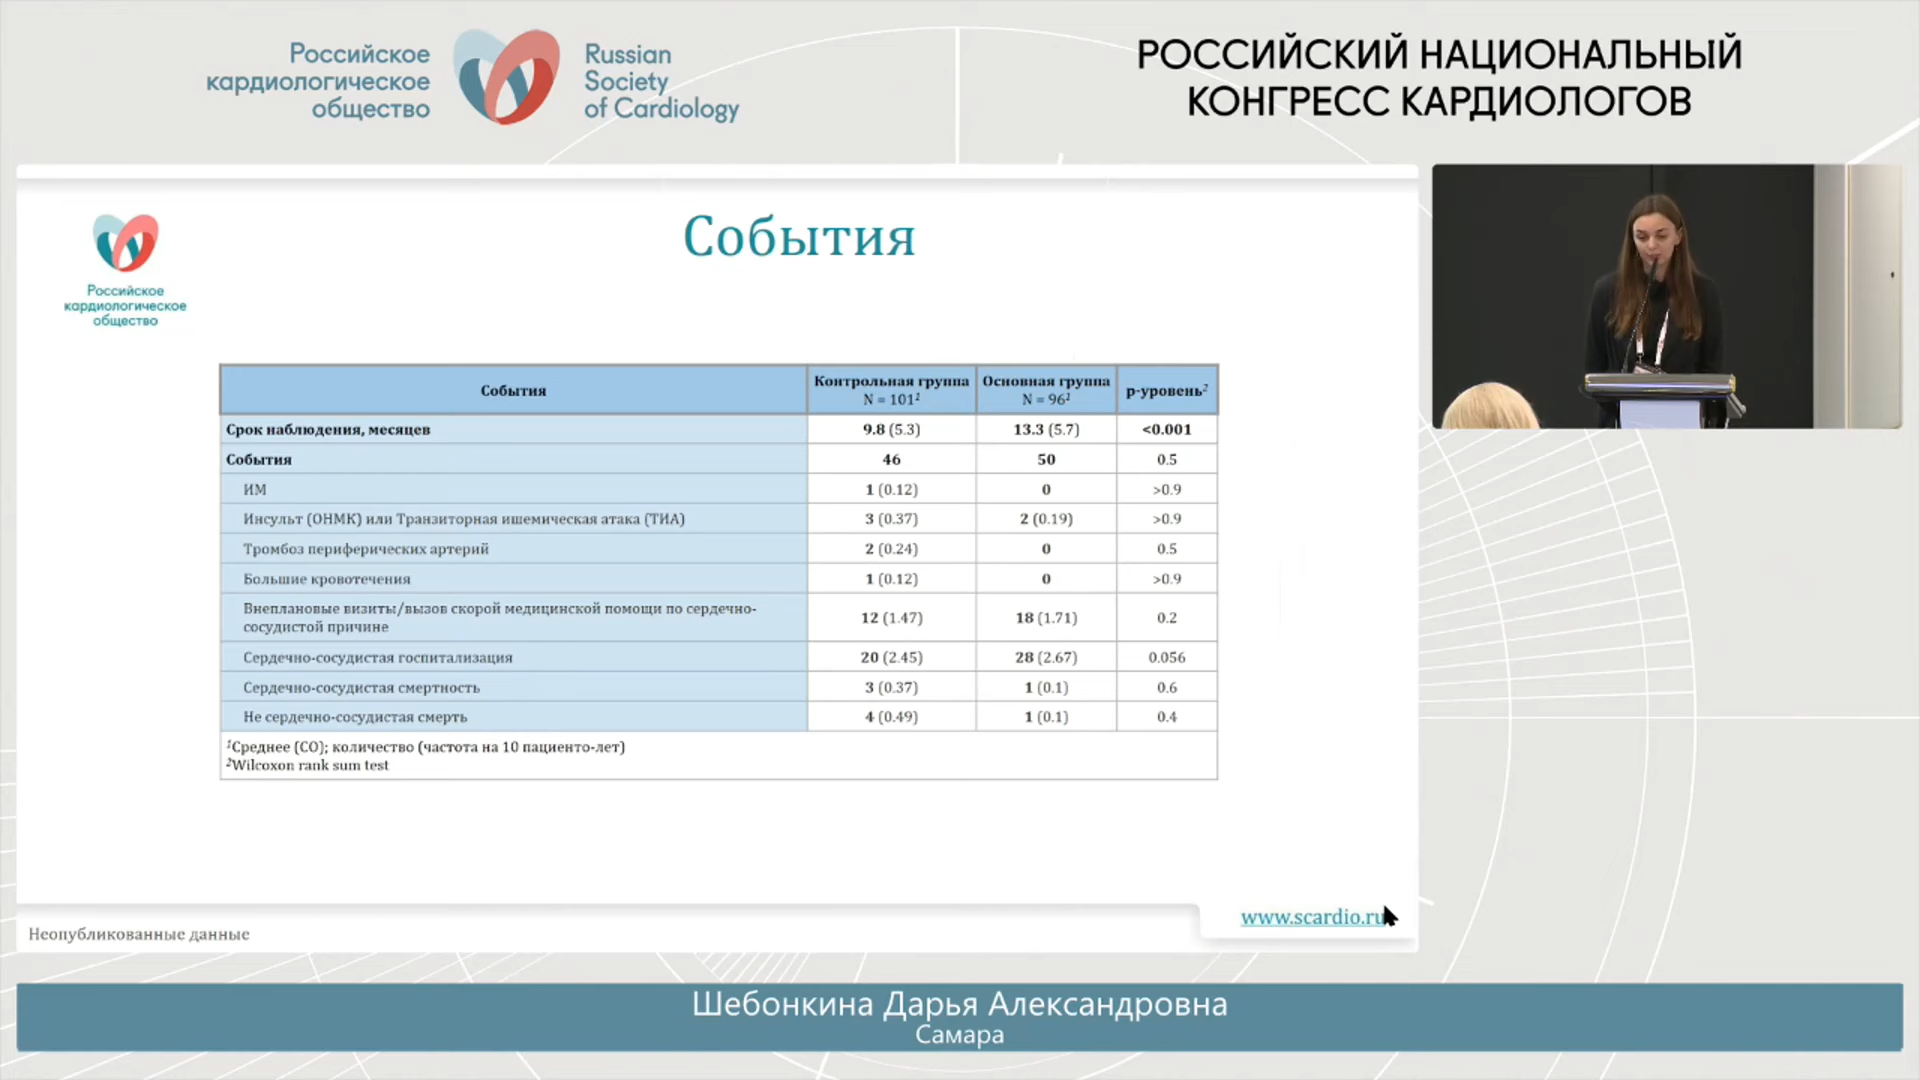 Российское
кардиологическое
общество
Russian
Society
of Cardiology
РОССИЙСКИЙ НАЦИОНАЛЬНЫЙ
КОНГРЕСС КАРДИОЛОГОВ
Российское
кардиологическое
общество
События
События Контрольная группа N = 101¹ Основная группа N = 96¹ p-уровень²
Срок наблюдения, месяцев 9.8 (5.3) 13.3 (5.7) <0.001
События 46 50 0.5
ИМ 1 (0.12) 0 >0.9
Инсульт (ОНМК) или Транзиторная ишемическая атака (ТИА) 3 (0.37) 2 (0.19) >0.9
Тромбоз периферических артерий 2 (0.24) 0 0.5
Большие кровотечения 1 (0.12) 0 >0.9
Внеплановые визиты/вызов скорой медицинской помощи по сердечно-
сосудистой причине 12 (1.47) 18 (1.71) 0.2
Сердечно-сосудистая госпитализация 20 (2.45) 28 (2.67) 0.056
Сердечно-сосудистая смертность 3 (0.37) 1 (0.1) 0.6
Не сердечно-сосудистая смерть 4 (0.49) 1 (0.1) 0.4
¹Среднее (СО); количество (частота на 10 пациенто-лет)
²Wilcoxon rank sum test
www.scardio.ru
Неопубликованные данные
Шебонкина Дарья Александровна
Самара